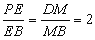 PE/EB = DM/MB = 2